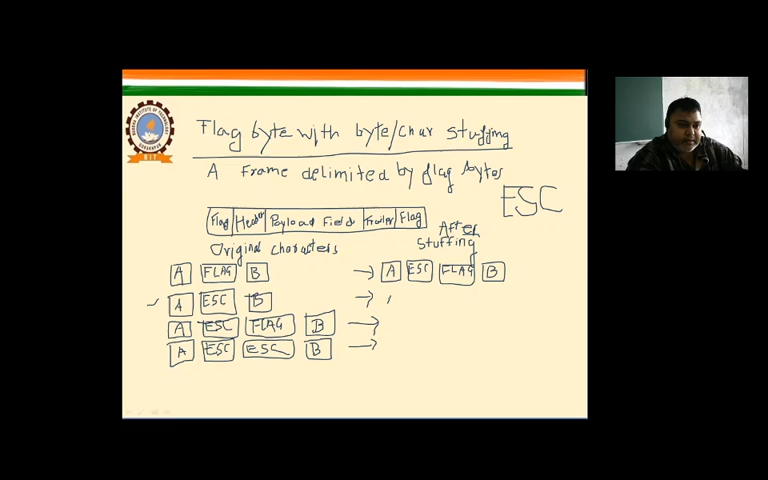 Flag byte with byte/char stuffing
A Frame delimited by flag bytes
ESC
Flag Header Payload Field Trailer Flag
Original characters
After Stuffing
A FLAG B → A ESC FLAG B
A ESC B →
A ESC FLAG B →
A ESC ESC B →
BIT